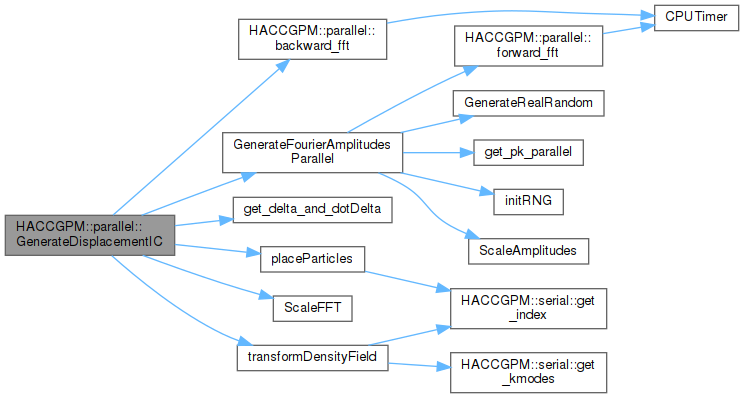 HACCGPM::parallel::
GenerateDisplacementIC
HACCGPM::parallel::
backward_fft
GenerateFourierAmplitudes
Parallel
get_delta_and_dotDelta
placeParticles
ScaleFFT
transformDensityField
HACCGPM::parallel::
forward_fft
GenerateRealRandom
get_pk_parallel
initRNG
ScaleAmplitudes
HACCGPM::serial::get
_index
HACCGPM::serial::get
_kmodes
CPUTimer